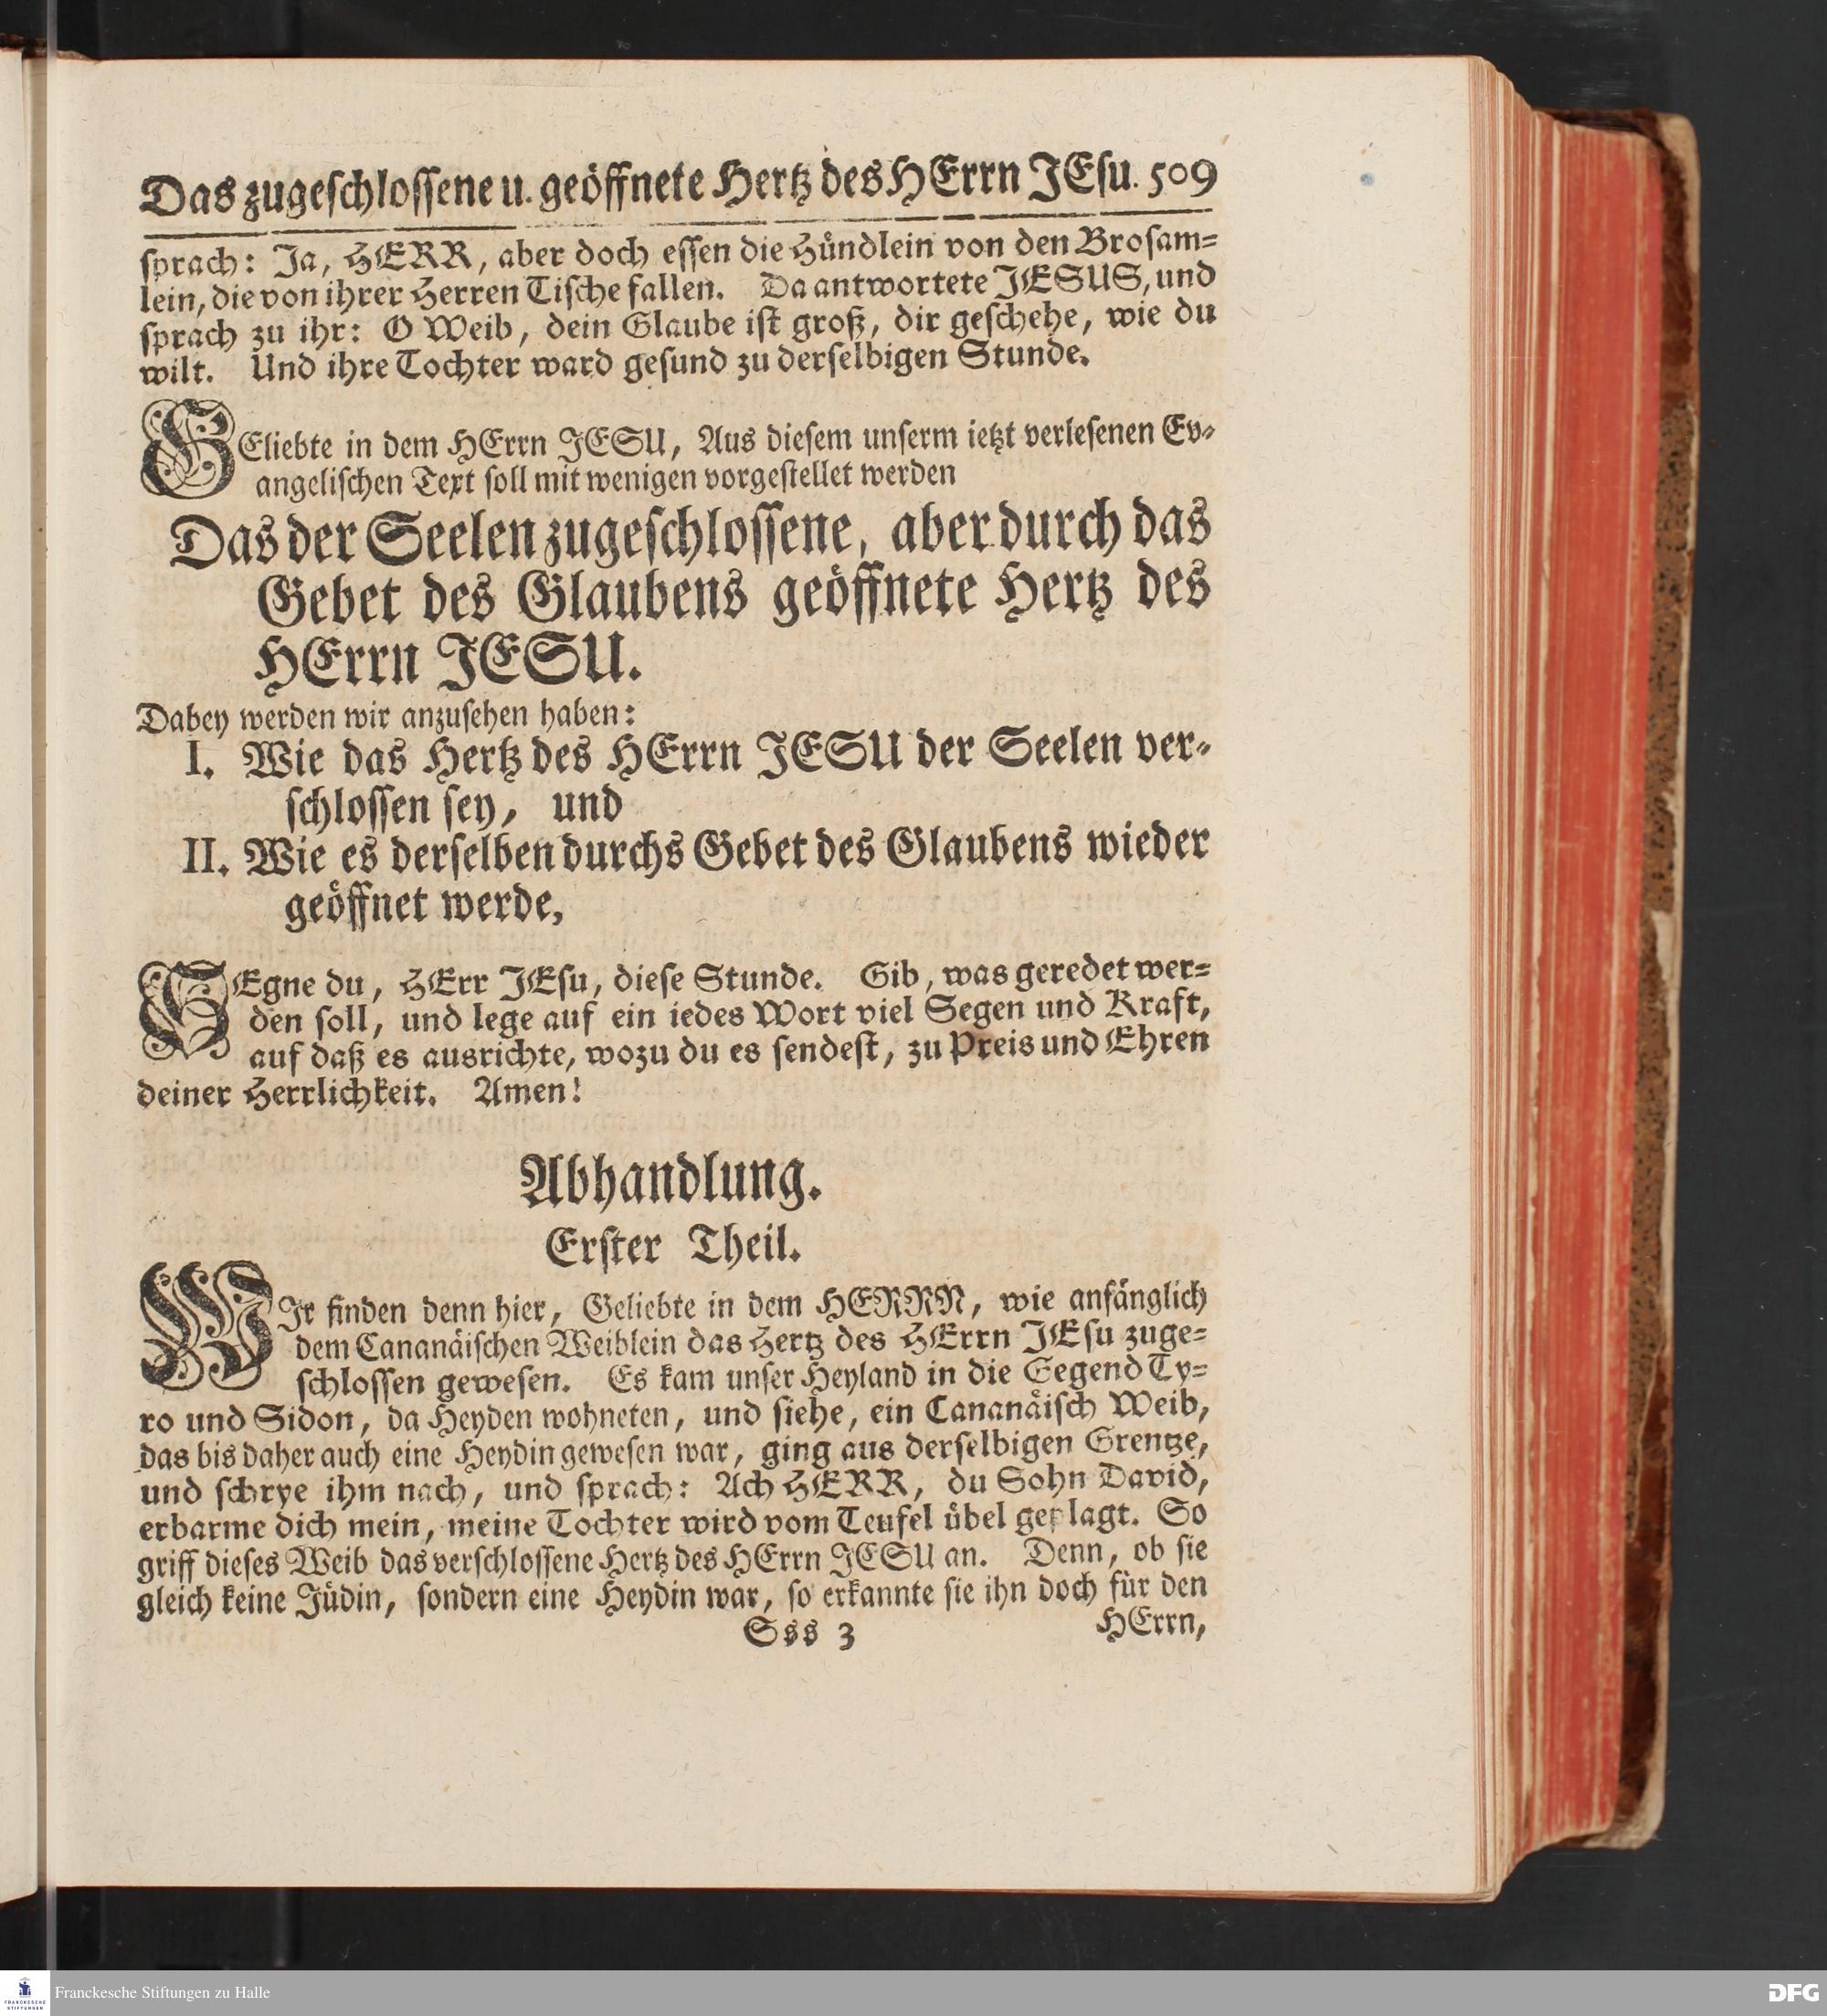 Das zugeſchloſſene u. geöffnete Hertz des HErrn JEſu. 509
ſprach: Ja, HERR, aber doch eſſen die Hündlein von den Broſam=
lein, die von ihrer Herren Tiſche fallen. Da antwortete JESUS, und
ſprach zu ihr: O Weib, dein Glaube iſt groß, dir geſchehe, wie du
wilt. Und ihre Tochter ward geſund zu derſelbigen Stunde.
GEliebte in dem HErrn JESU, Aus dieſem unſerm ietzt verleſenen Ev=
angeliſchen Text ſoll mit wenigen vorgeſtellet werden
Das der Seelen zugeſchloſſene, aber durch das
Gebet des Glaubens geöffnete Hertz des
HErrn JESU.
Dabey werden wir anzuſehen haben:
I. Wie das Hertz des HErrn JESU der Seelen ver=
ſchloſſen ſey, und
II. Wie es derſelben durchs Gebet des Glaubens wieder
geöffnet werde,
SEgne du, HErr JEſu, dieſe Stunde. Gib, was geredet wer=
den ſoll, und lege auf ein iedes Wort viel Segen und Kraft,
auf daß es ausrichte, wozu du es ſendeſt, zu Preis und Ehren
deiner Herrlichkeit. Amen!
Abhandlung.
Erſter Theil.
WJr finden denn hier, Geliebte in dem HERRN, wie anfänglich
dem Cananäiſchen Weiblein das Hertz des HErrn JEſu zuge=
ſchloſſen geweſen. Es kam unſer Heyland in die Gegend Ty=
ro und Sidon, da Heyden wohneten, und ſiehe, ein Cananäiſch Weib,
das bis daher auch eine Heydin geweſen war, ging aus derſelbigen Grentze,
und ſchrye ihm nach, und ſprach: Ach HERR, du Sohn David,
erbarme dich mein, meine Tochter wird vom Teufel übel geplagt. So
griff dieſes Weib das verſchloſſene Hertz des HErrn JESU an. Denn, ob ſie
gleich keine Jüdin, ſondern eine Heydin war, ſo erkannte ſie ihn doch für den
Sss 3 HErrn,
FRANCKESCHE STIFTUNGEN
Franckesche Stiftungen zu Halle
DFG